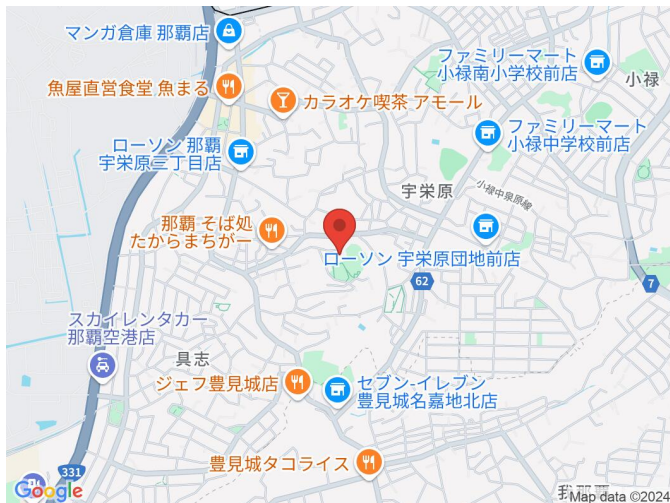 マンガ倉庫 那覇店
ファミリーマート
小禄南小学校前店
小禄
魚屋直営食堂 魚まる
カラオケ喫茶 アモール
ファミリーマート
小禄中学校前店
ローソン 那覇
宇栄原三丁目店
宇栄原
小禄中泉原線
那覇 そば処
たからまちがー
ローソン 宇栄原団地前店
62
7
スカイレンタカー
那覇空港店
具志
ジェフ豊見城店
セブン-イレブン
豊見城名嘉地北店
豊見城タコライス
331
Google
我那覇
Map data ©2024